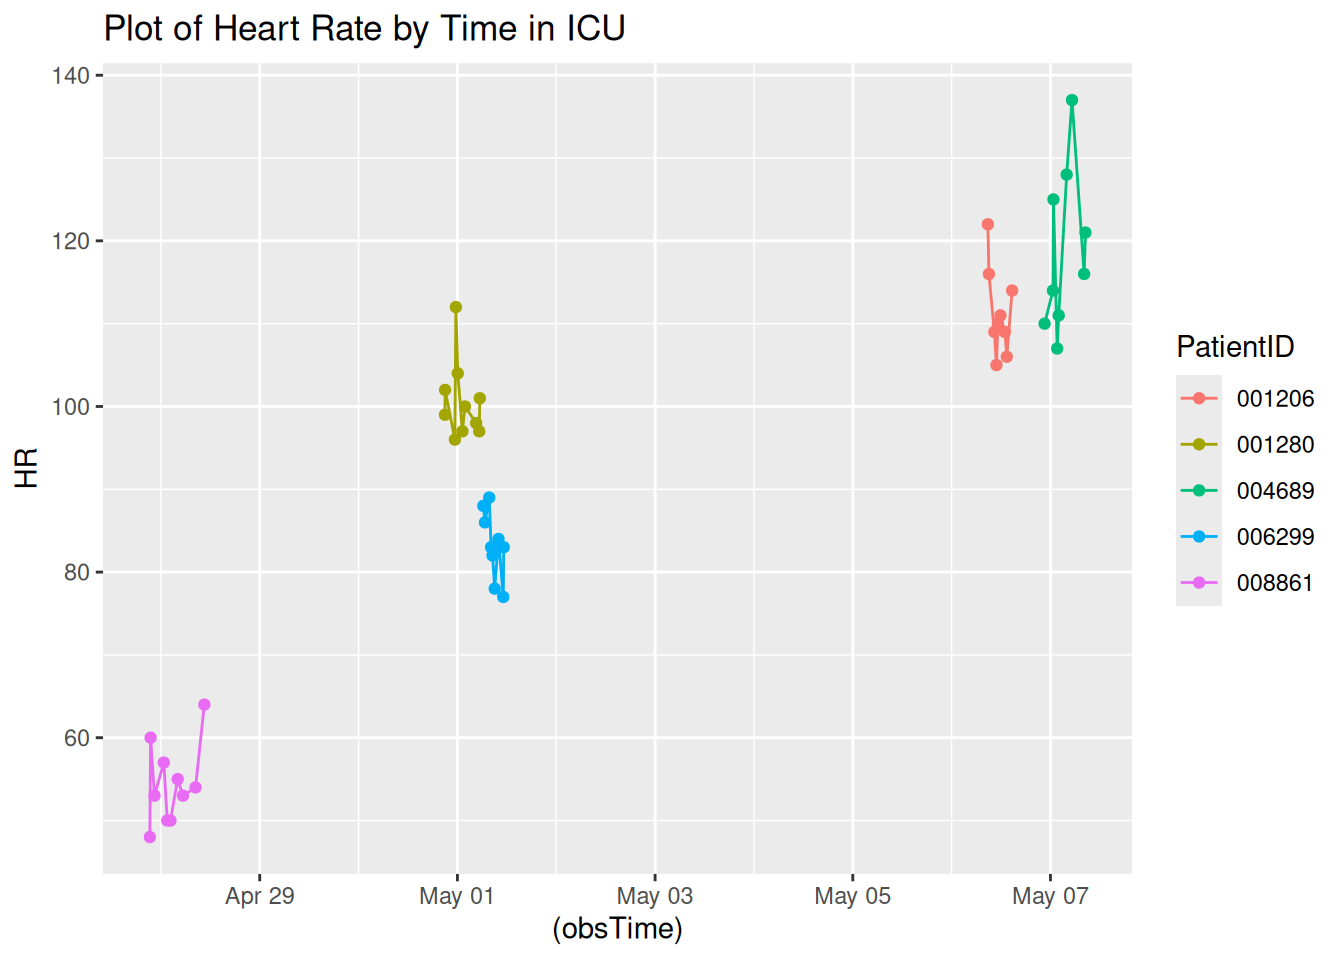 Plot of Heart Rate by Time in ICU
140
120
100
80
60
HR
Apr 29 May 01 May 03 May 05 May 07
(obsTime)
PatientID
001206
001280
004689
006299
008861